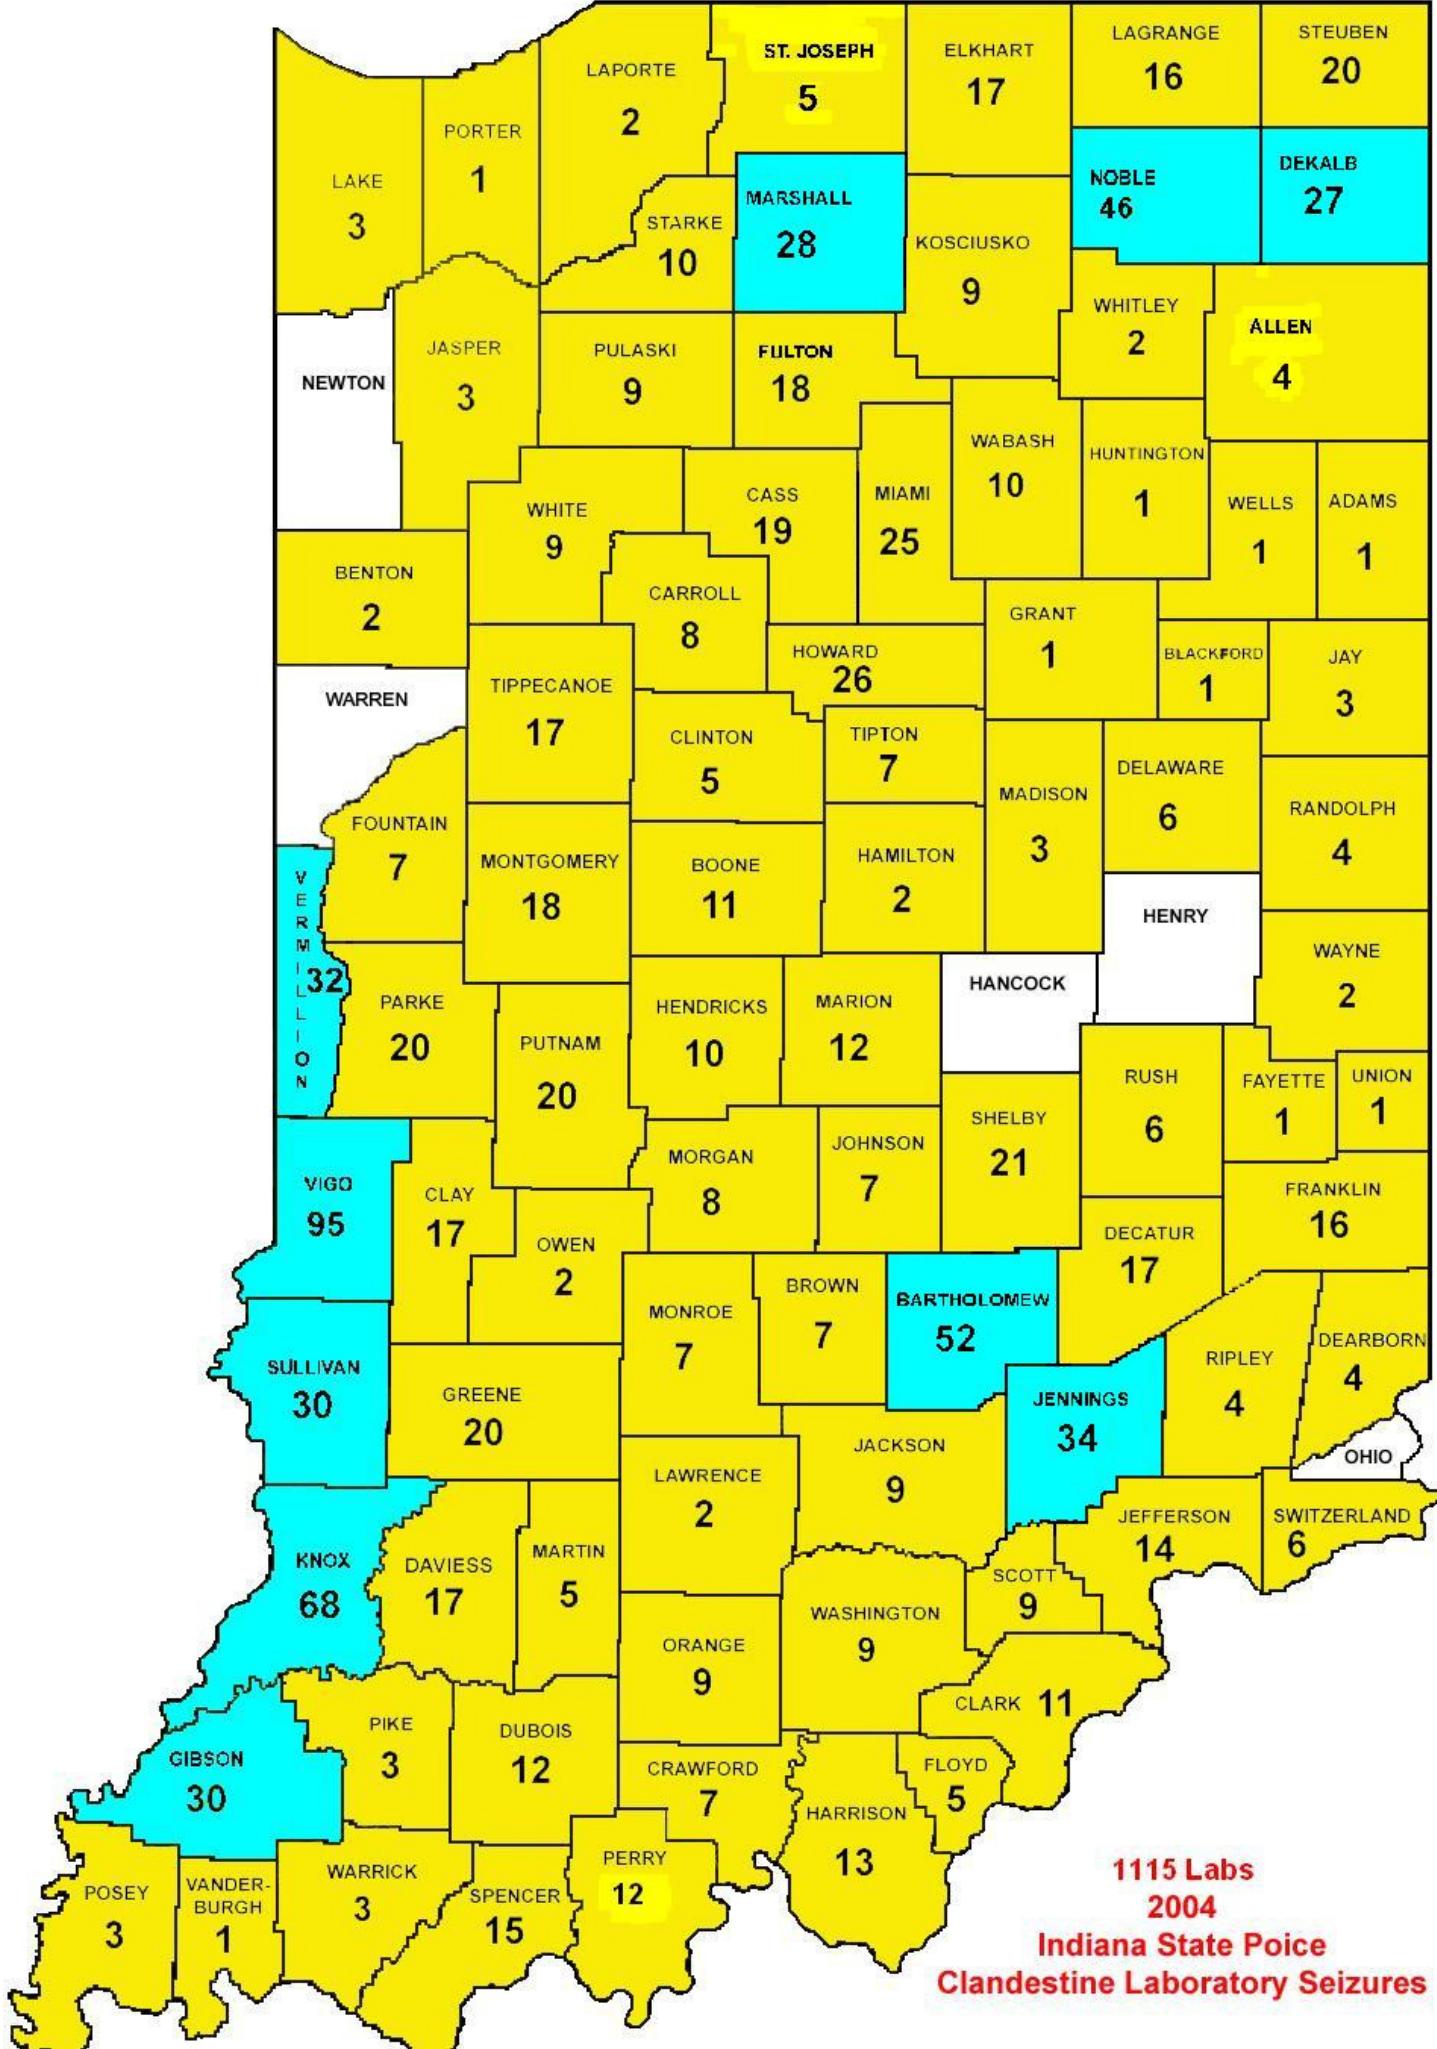 ST. JOSEPH
5
ELKHART
17
LAGRANGE
16
STEUBEN
20
LAPORTE
2
PORTER
1
LAKE
3
STARKE
10
MARSHALL
28
NOBLE
46
DEKALB
27
KOSCIUSKO
9
WHITLEY
2
ALLEN
4
NEWTON
JASPER
3
PULASKI
9
FULTON
18
WABASH
10
HUNTINGTON
1
WELLS
1
ADAMS
1
WHITE
9
CASS
19
MIAMI
25
BENTON
2
CARROLL
8
GRANT
1
HOWARD
26
BLACKFORD
1
JAY
3
WARREN
TIPPECANOE
17
CLINTON
5
TIPTON
7
MADISON
3
DELAWARE
6
RANDOLPH
4
FOUNTAIN
7
MONTGOMERY
18
BOONE
11
HAMILTON
2
HENRY
VERMILLION
32
HANCOCK
WAYNE
2
PARKE
20
PUTNAM
20
HENDRICKS
10
MARION
12
RUSH
6
FAYETTE
1
UNION
1
SHELBY
21
VIGO
95
CLAY
17
MORGAN
8
JOHNSON
7
FRANKLIN
16
OWEN
2
DECATUR
17
MONROE
7
BROWN
7
BARTHOLOMEW
52
SULLIVAN
30
GREENE
20
JENNINGS
34
RIPLEY
4
DEARBORN
4
JACKSON
9
OHIO
LAWRENCE
2
KNOX
68
DAVIESS
17
MARTIN
5
JEFFERSON
14
SWITZERLAND
6
SCOTT
9
WASHINGTON
9
ORANGE
9
CLARK 11
GIBSON
30
PIKE
3
DUBOIS
12
CRAWFORD
7
FLOYD
5
HARRISON
13
POSEY
3
VANDER-
BURGH
1
WARRICK
3
SPENCER
15
PERRY
12
1115 Labs
2004
Indiana State Poice
Clandestine Laboratory Seizures